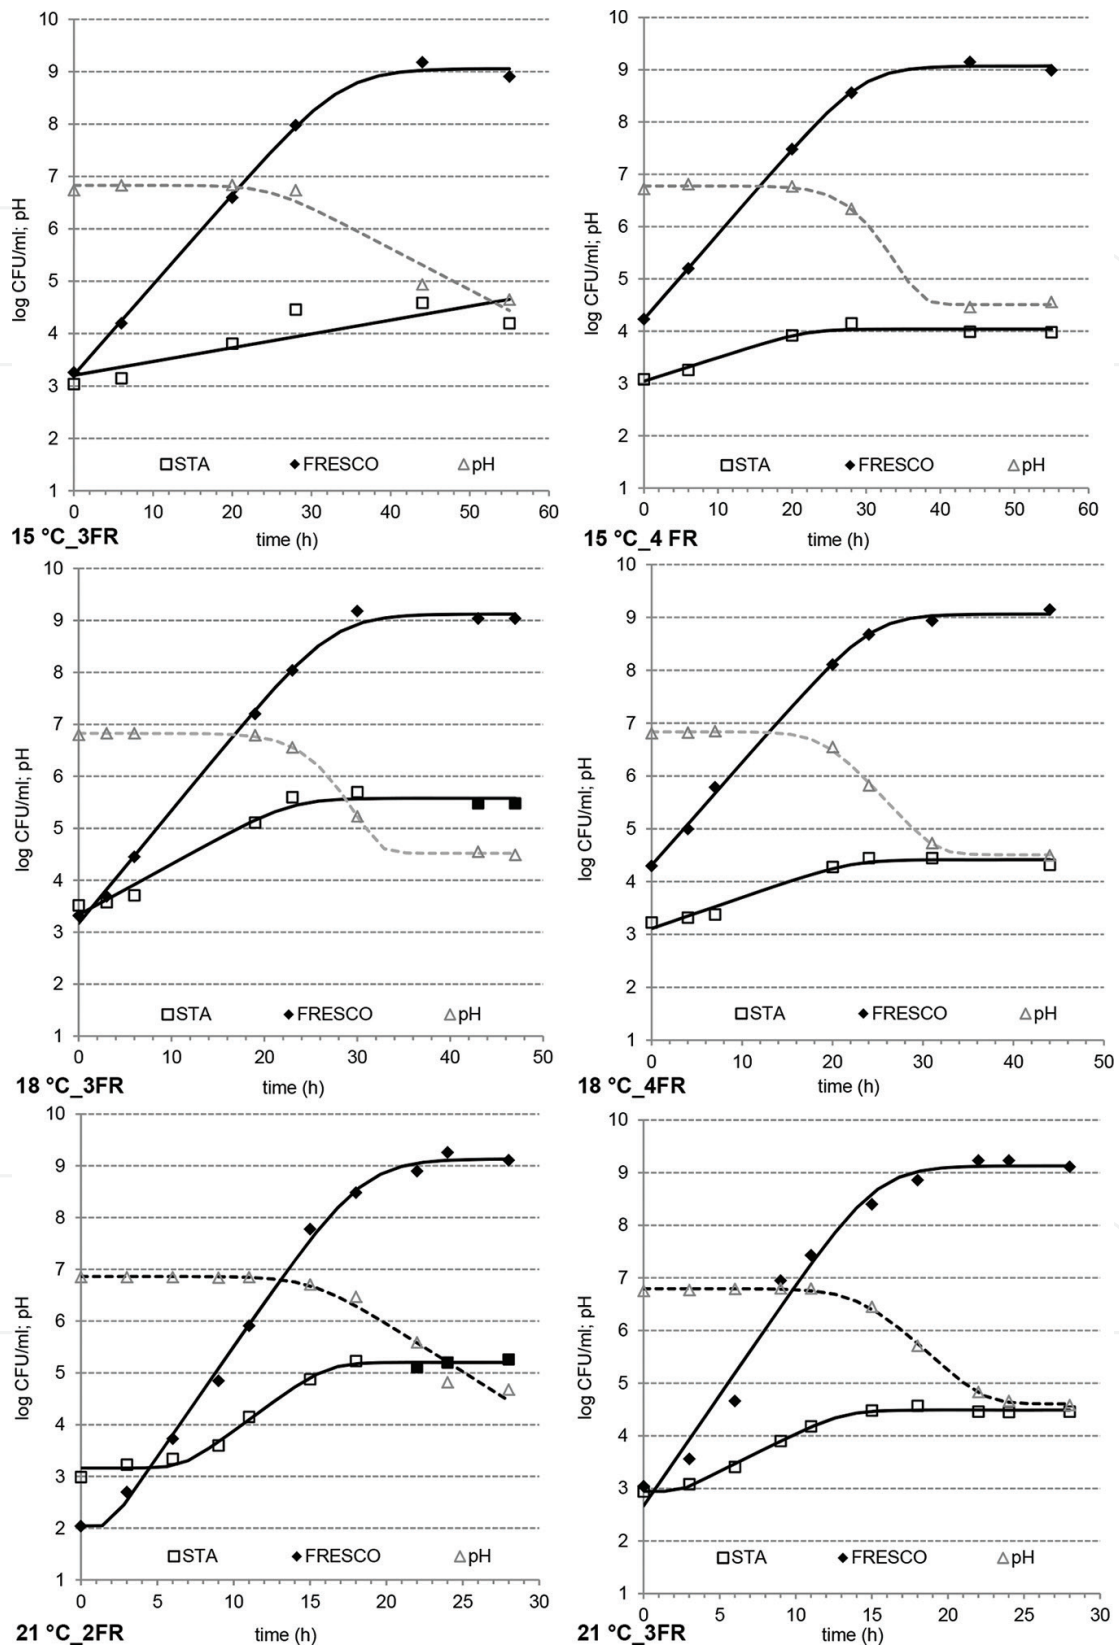 10
9
8
7
6
5
4
3
2
1
log CFU/ml; pH
STA FRESCO pH
0 10 20 30 40 50 60
15 °C_3FR time (h)
10
9
8
7
6
5
4
3
2
1
log CFU/ml; pH
STA FRESCO pH
0 10 20 30 40 50 60
15 °C_4 FR time (h)
10
9
8
7
6
5
4
3
2
1
log CFU/ml; pH
STA FRESCO pH
0 10 20 30 40 50
18 °C_3FR time (h)
10
9
8
7
6
5
4
3
2
1
log CFU/ml; pH
STA FRESCO pH
0 10 20 30 40 50
18 °C_4FR time (h)
10
9
8
7
6
5
4
3
2
1
log CFU/ml; pH
STA FRESCO pH
0 5 10 15 20 25 30
21 °C_2FR time (h)
10
9
8
7
6
5
4
3
2
1
log CFU/ml; pH
STA FRESCO pH
0 5 10 15 20 25 30
21 °C_3FR time (h)